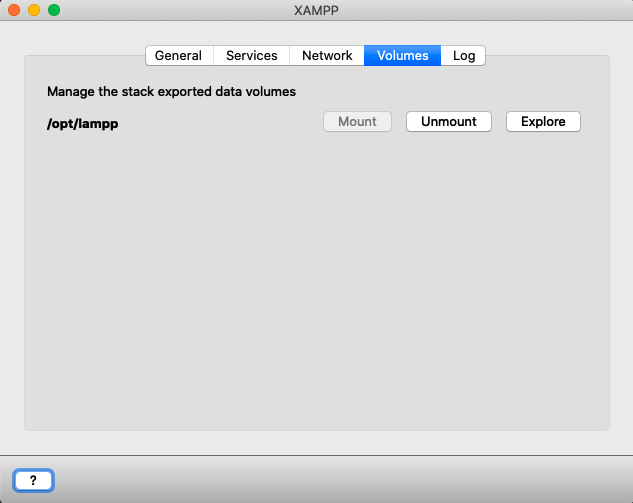 XAMPP
General Services Network Volumes Log
Manage the stack exported data volumes
/opt/lampp Mount Unmount Explore
?